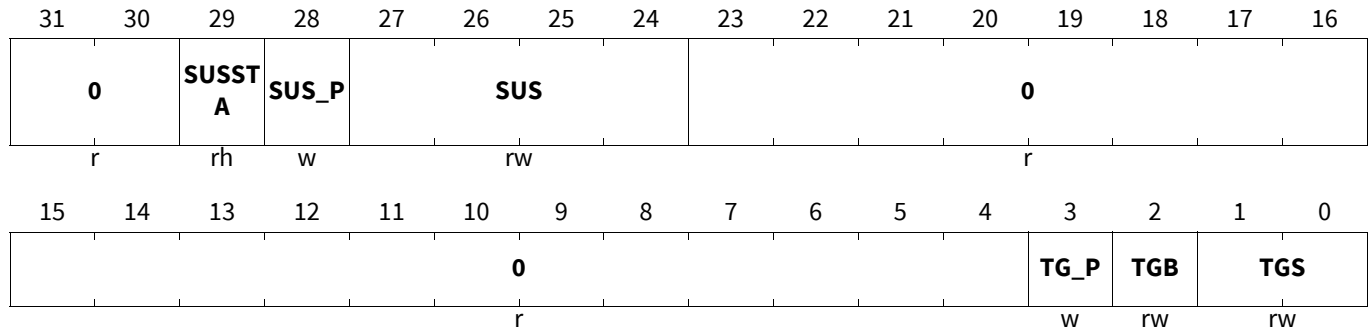 31 30 29 28 27 26 25 24 23 22 21 20 19 18 17 16
0 SUSST A SUS_P SUS 0
r rh w rw r
15 14 13 12 11 10 9 8 7 6 5 4 3 2 1 0
0 TG_P TGB TGS
r w rw rw